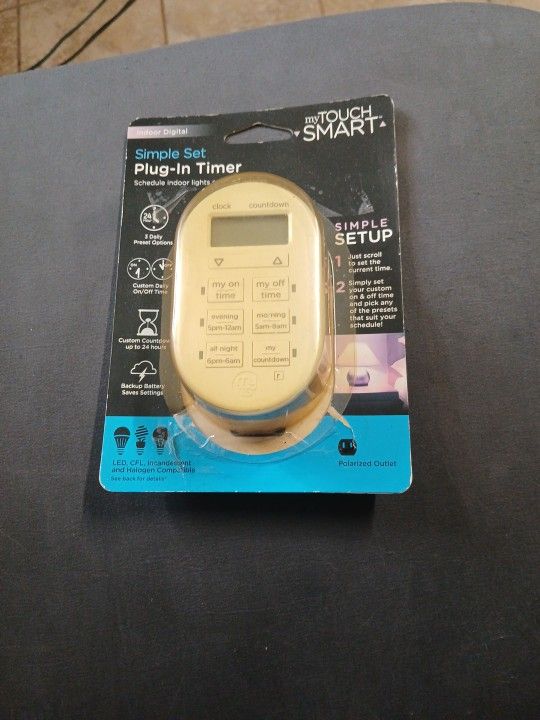 Indoor Digital
myTOUCH
SMART
Simple Set
Plug-In Timer
Schedule indoor lights
24
3 Daily
Preset Options
ON
OFF
Custom Daily
On/Off Time
Custom Countdown
up to 24 hours
Backup Battery
Saves Settings
clock countdown
my on
time
my off
time
evening
5pm-12am
morning
5am-8am
all night
6pm-6am
my
countdown
r
SIMPLE
SETUP
1 Just scroll
to set the
current time.
2 Simply set
your custom
on & off time
and pick any
of the presets
that suit your
schedule!
LED, CFL, Incandescent
and Halogen Compatible
See back for details*
Polarized Outlet